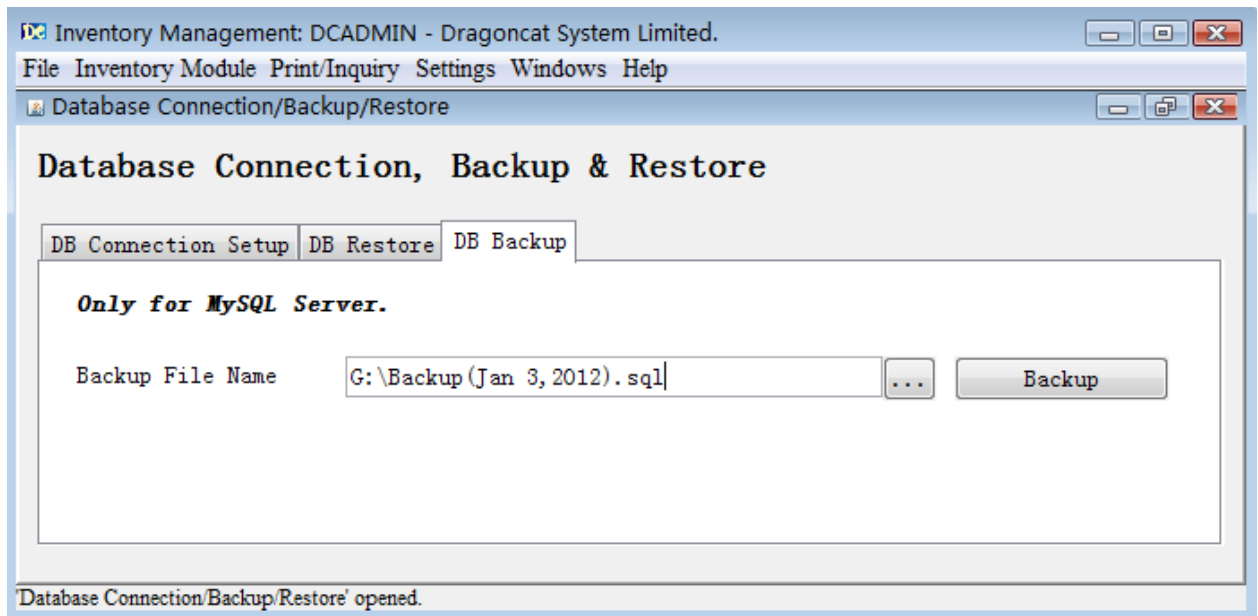 Inventory Management: DCADMIN - Dragoncat System Limited.
File Inventory Module Print/Inquiry Settings Windows Help
Database Connection/Backup/Restore
Database Connection, Backup & Restore
DB Connection Setup DB Restore DB Backup
Only for MySQL Server.
Backup File Name G:\Backup(Jan 3,2012).sql ... Backup
'Database Connection/Backup/Restore' opened.